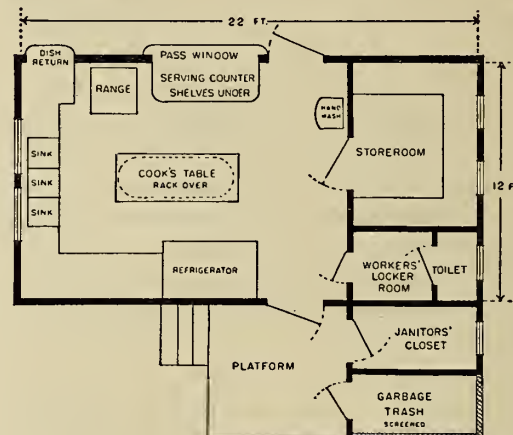 22 FT.
DISH
RETURN
PASS WINDOW
SERVING COUNTER
SHELVES UNDER
RANGE
HAND
WASH
STOREROOM
SINK
SINK
SINK
COOK'S TABLE
RACK OVER
12 F
REFRIGERATOR
WORKERS'
LOCKER
ROOM
TOILET
JANITORS'
CLOSET
PLATFORM
GARBAGE
TRASH
SCREENED